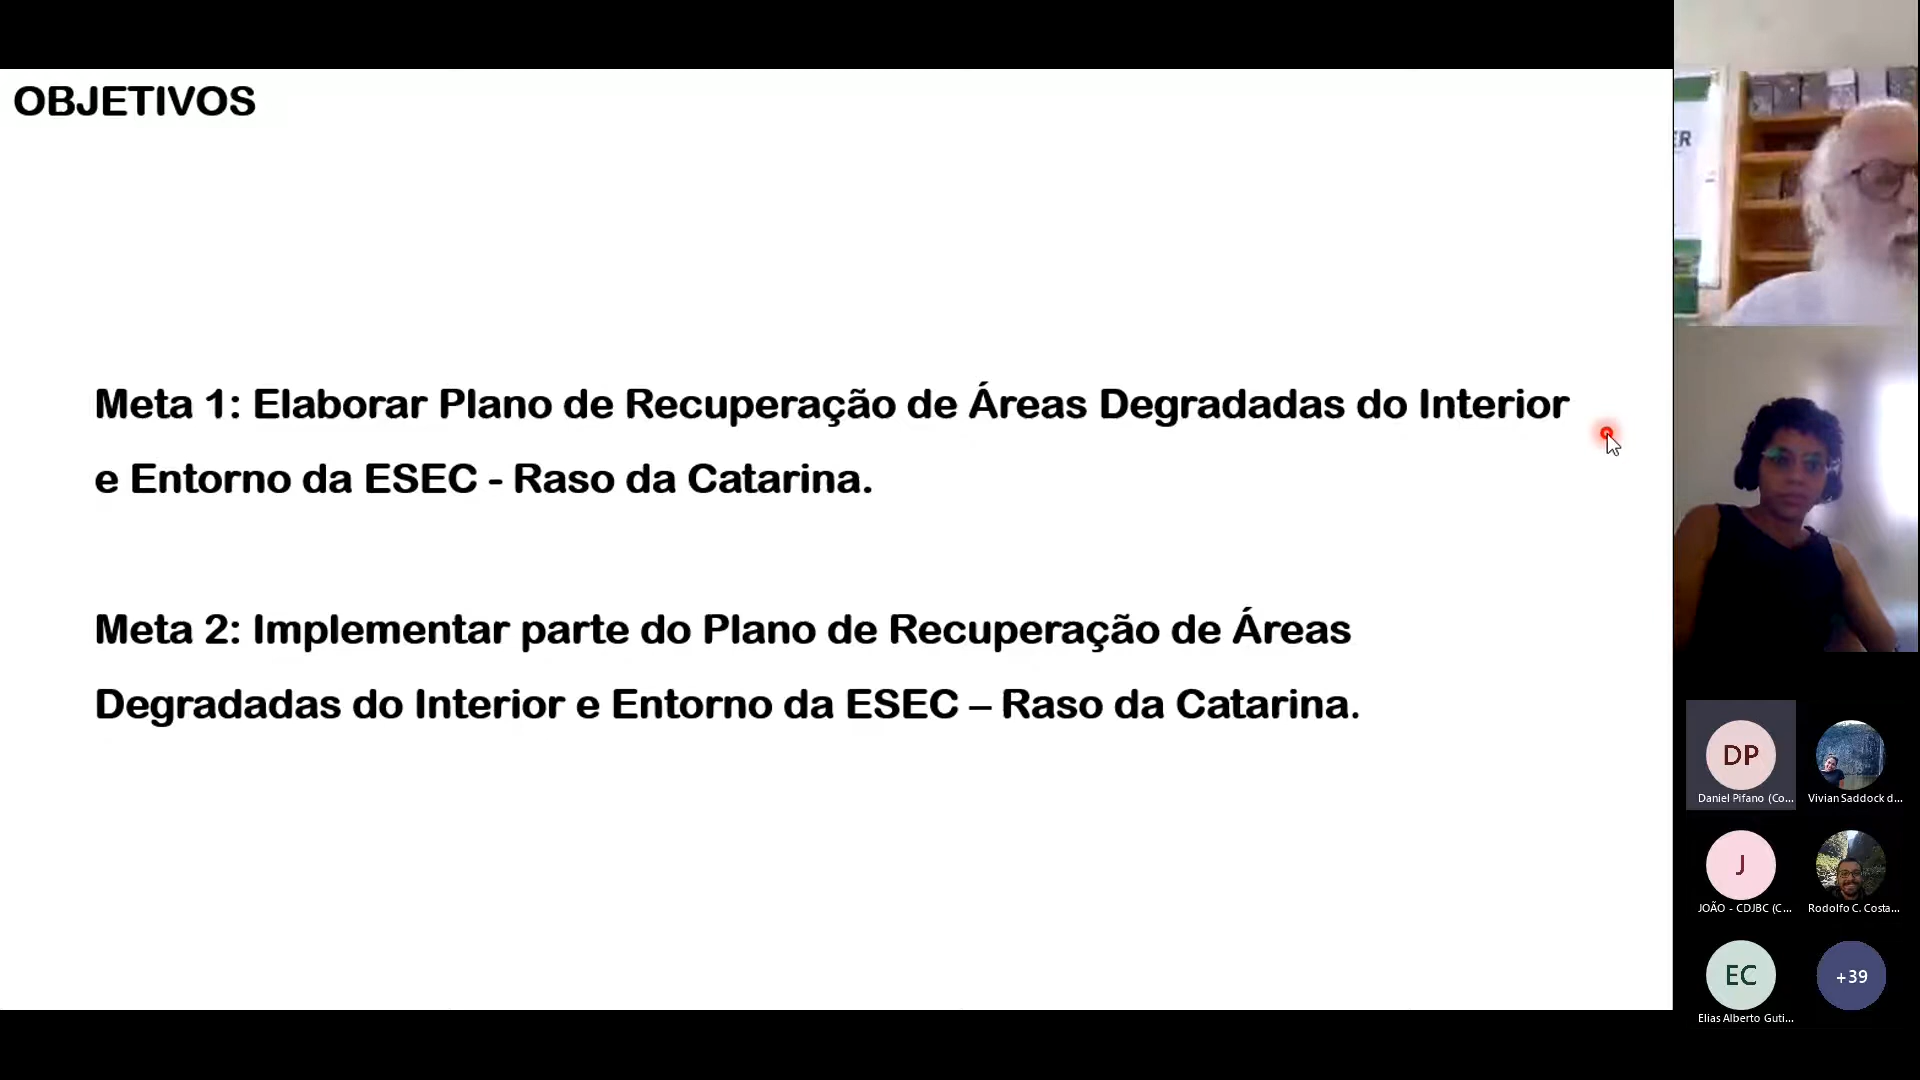 OBJETIVOS
Meta 1: Elaborar Plano de Recuperação de Áreas Degradadas do Interior
e Entorno da ESEC - Raso da Catarina.
Meta 2: Implementar parte do Plano de Recuperação de Áreas
Degradadas do Interior e Entorno da ESEC – Raso da Catarina.
ER
DP
Daniel Pifano (Co...
Vivian Saddock d...
J
JOÃO - CDJBC (C...
Rodolfo C. Costa...
EC
+39
Elias Alberto Guti...